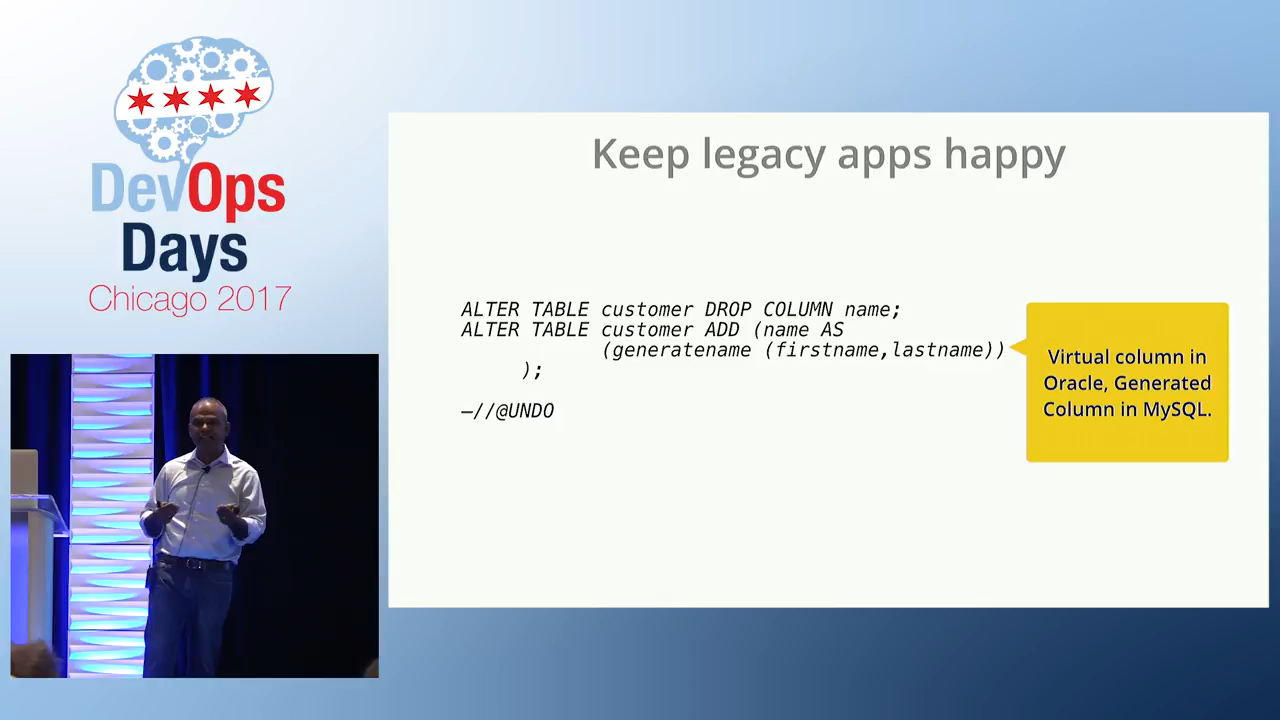 DevOps
Days
Chicago 2017
Keep legacy apps happy
ALTER TABLE customer DROP COLUMN name;
ALTER TABLE customer ADD (name AS
(generatename (firstname,lastname))
);
—//@UNDO
Virtual column in
Oracle, Generated
Column in MySQL.